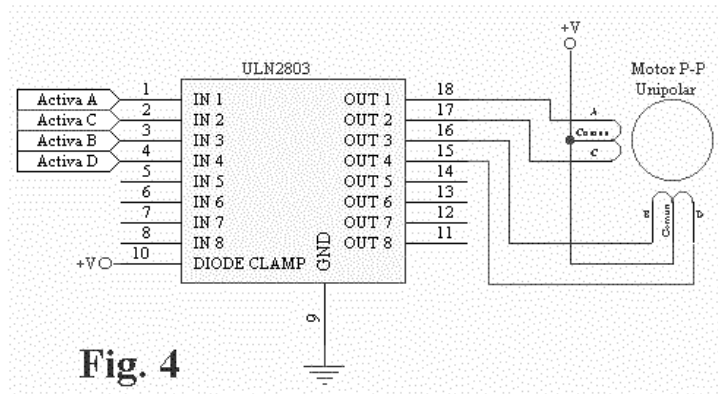 +V
ULN2803
Motor P-P
Unipolar
Activa A 1 IN 1 OUT 1 18 A
Activa C 2 IN 2 OUT 2 17 Comun
Activa B 3 IN 3 OUT 3 16 C
Activa D 4 IN 4 OUT 4 15
5 IN 5 OUT 5 14
6 IN 6 OUT 6 13
7 IN 7 OUT 7 12
8 IN 8 OUT 8 11
B Comun D
+V 10 DIODE CLAMP GND
9
Fig. 4